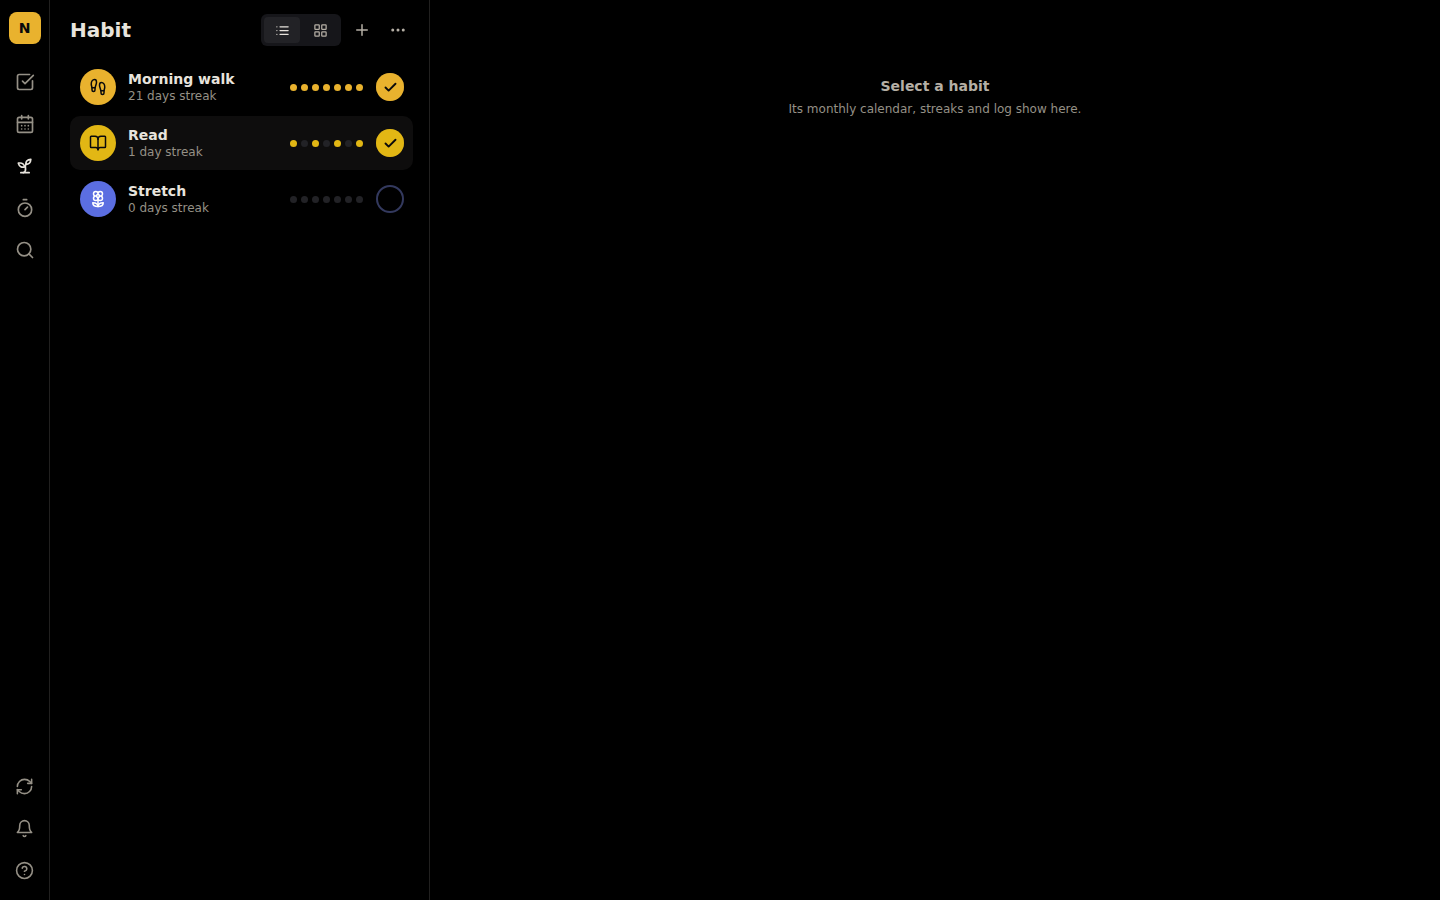 N
Habit
Morning walk
21 days streak
Read
1 day streak
Stretch
0 days streak
Select a habit
Its monthly calendar, streaks and log show here.